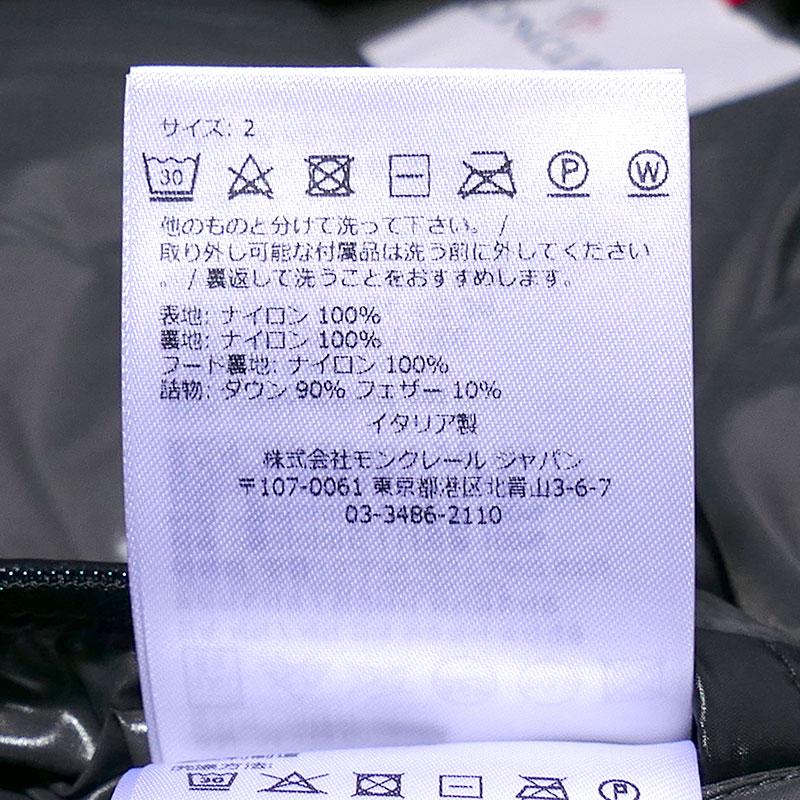 サイズ: 2
30
P W
他のものと分けて洗って下さい。 /
取り外し可能な付属品は洗う前に外してください
。 / 裏返して洗うことをおすすめします。
表地: ナイロン 100%
裏地: ナイロン 100%
フード裏地: ナイロン 100%
詰物: ダウン 90% フェザー 10%
イタリア製
株式会社モンクレール ジャパン
〒107-0061 東京都港区北青山3-6-7
03-3486-2110
30
P